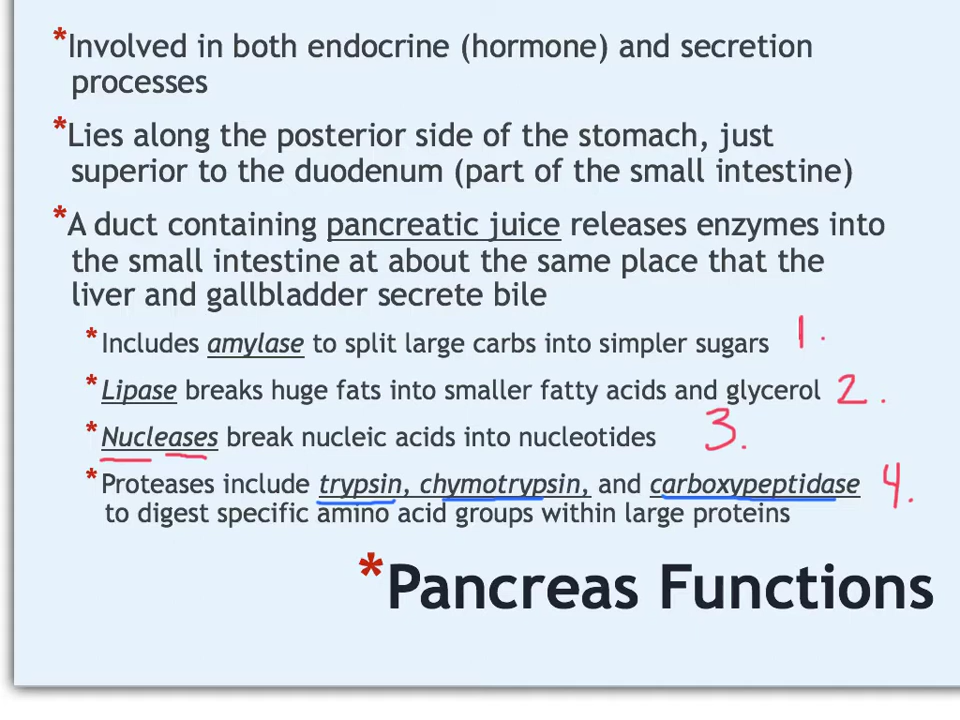 *Involved in both endocrine (hormone) and secretion
processes
*Lies along the posterior side of the stomach, just
superior to the duodenum (part of the small intestine)
*A duct containing pancreatic juice releases enzymes into
the small intestine at about the same place that the
liver and gallbladder secrete bile
*Includes amylase to split large carbs into simpler sugars 1.
*Lipase breaks huge fats into smaller fatty acids and glycerol 2.
*Nucleases break nucleic acids into nucleotides 3.
*Proteases include trypsin, chymotrypsin, and carboxypeptidase 4.
to digest specific amino acid groups within large proteins
*Pancreas Functions